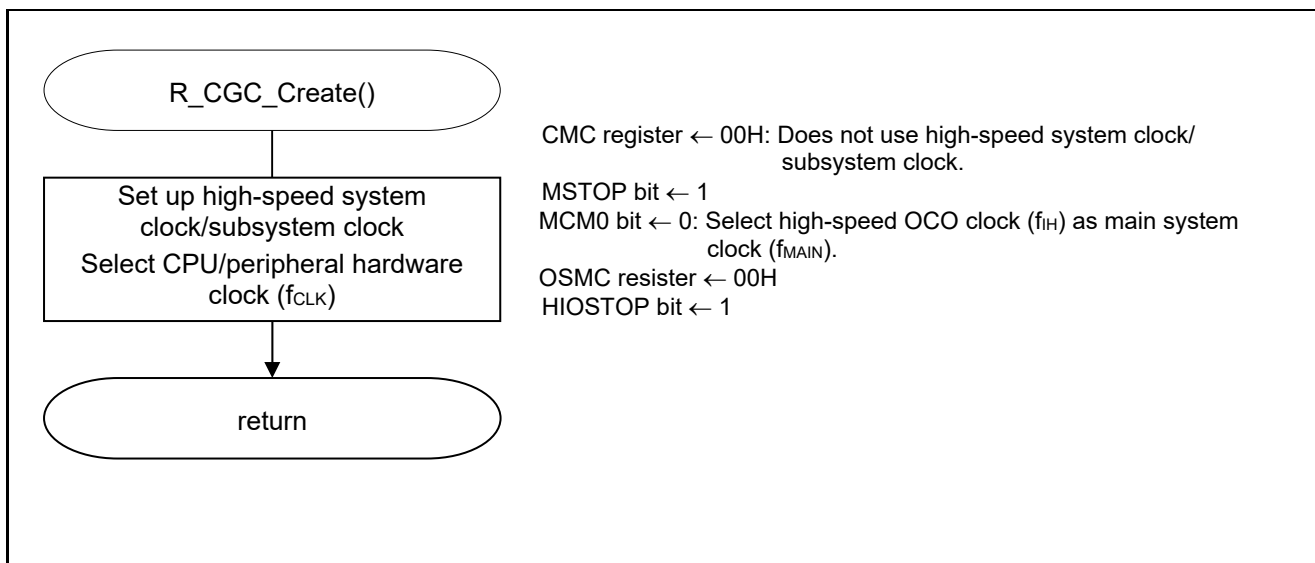 R_CGC_Create()
Set up high-speed system
clock/subsystem clock
Select CPU/peripheral hardware
clock (fCLK)
return
CMC register ← 00H: Does not use high-speed system clock/
subsystem clock.
MSTOP bit ← 1
MCM0 bit ← 0: Select high-speed OCO clock (fIH) as main system
clock (fMAIN).
OSMC resister ← 00H
HIOSTOP bit ← 1